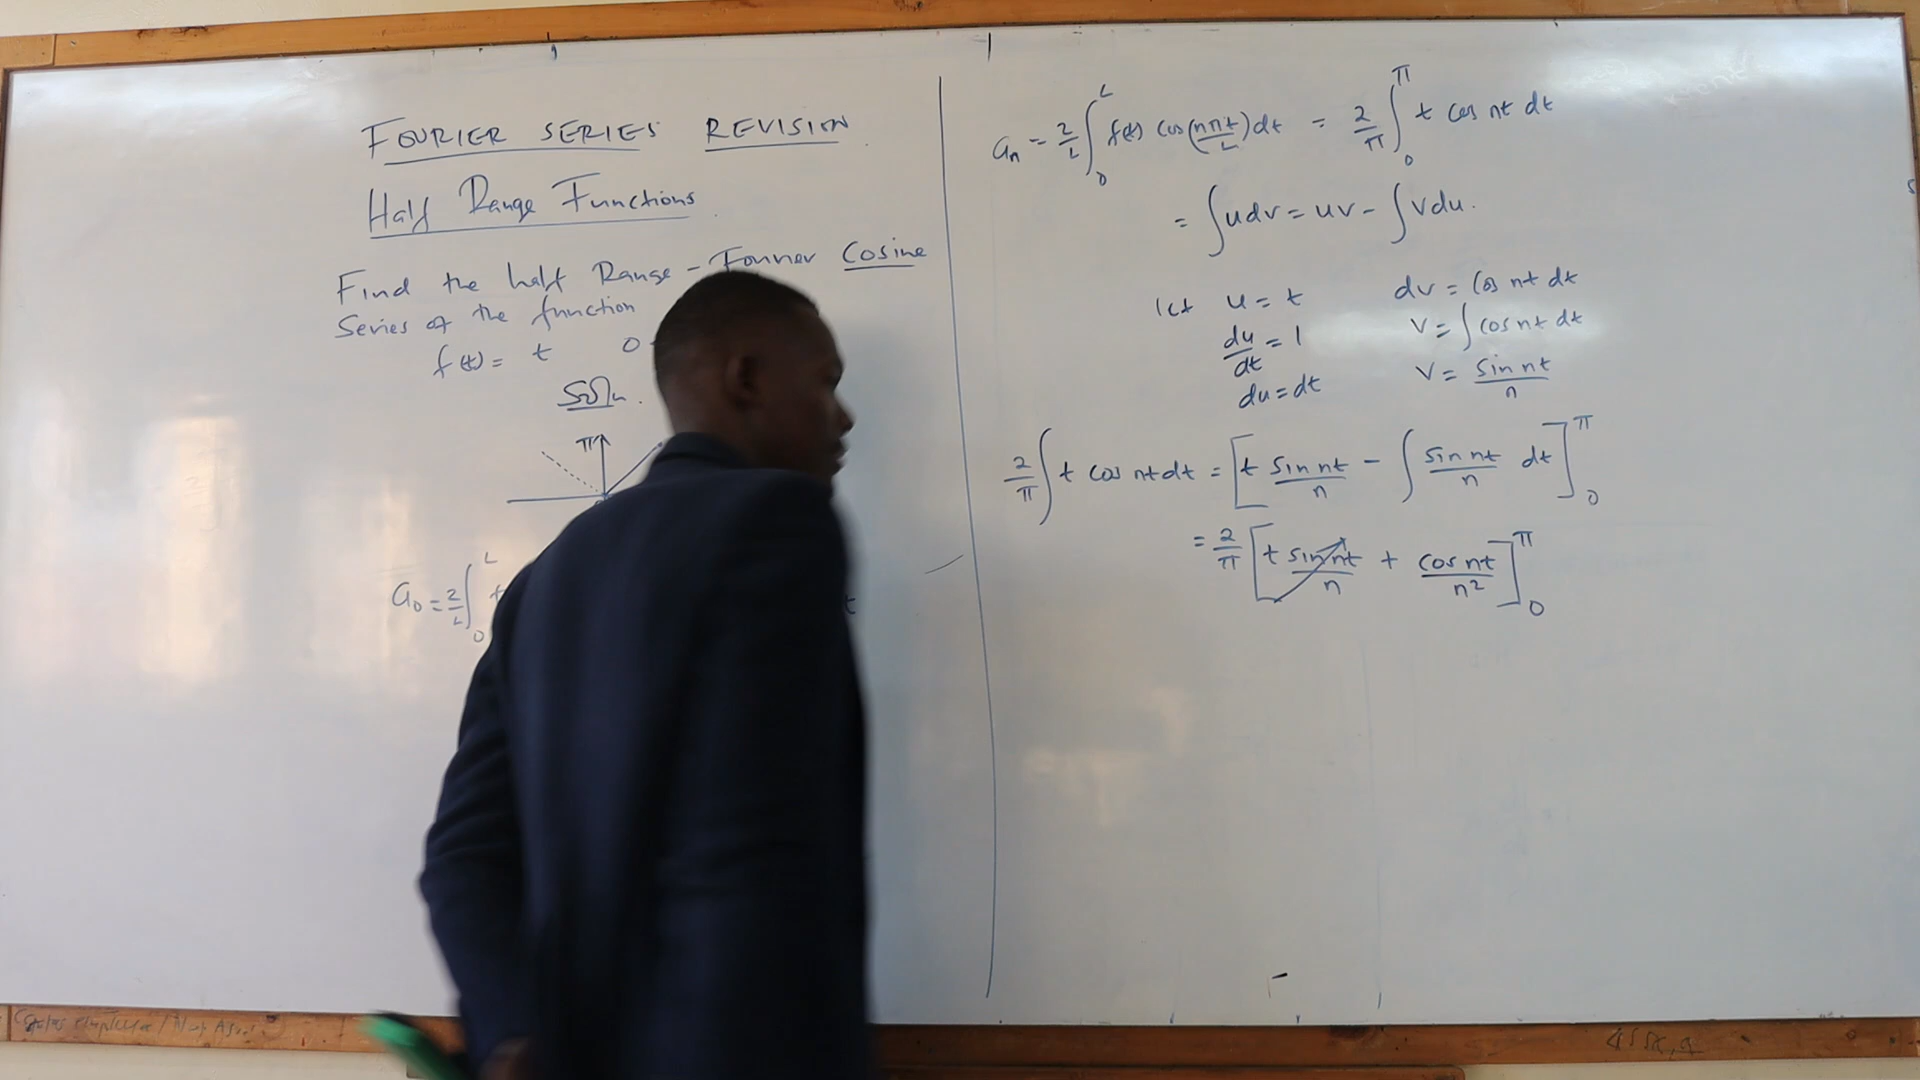 FOURIER SERIES REVISION
Half Range Functions
Find the half Range - Fourier Cosine
Series of the function
f(t) = t 0
Soln.
π
a₀ = 2/L ∫₀ᴸ
t
aₙ = 2/L ∫₀ᴸ f(t) cos(nπt/L) dt = 2/π ∫₀^π t cos nt dt
= ∫udv = uv - ∫vdu.
let u = t dv = cos nt dt
du/dt = 1 v = ∫cos nt dt
du = dt v = sin nt/n
2/π ∫ t cos nt dt = [t sin nt/n - ∫ sin nt/n dt]₀^π
= 2/π [t sin nt/n + cos nt/n²]₀^π